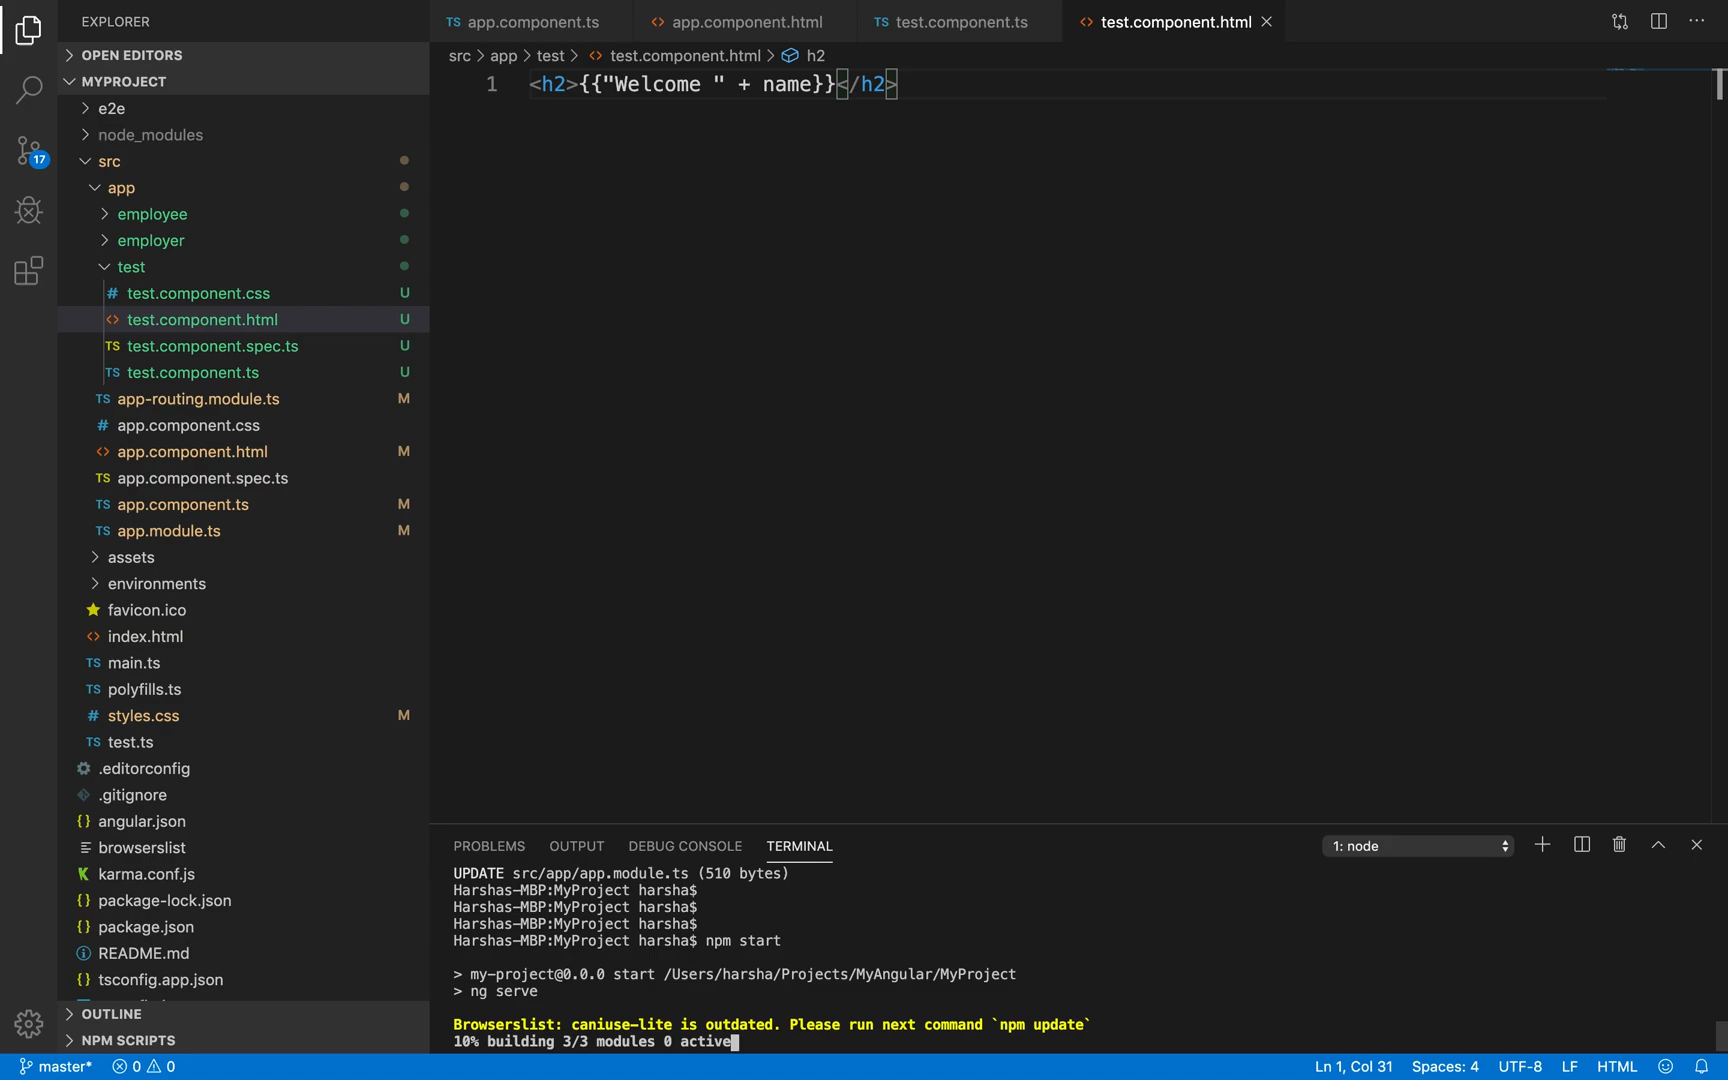 EXPLORER
OPEN EDITORS
MYPROJECT
e2e
node_modules
src
app
employee
employer
test
# test.component.css U
<> test.component.html U
TS test.component.spec.ts U
TS test.component.ts U
TS app-routing.module.ts M
# app.component.css
<> app.component.html M
TS app.component.spec.ts
TS app.component.ts M
TS app.module.ts M
assets
environments
favicon.ico
<> index.html
TS main.ts
TS polyfills.ts
# styles.css M
TS test.ts
.editorconfig
.gitignore
{} angular.json
browserslist
karma.conf.js
{} package-lock.json
{} package.json
README.md
{} tsconfig.app.json
OUTLINE
NPM SCRIPTS
17
TS app.component.ts <> app.component.html TS test.component.ts <> test.component.html
src > app > test > <> test.component.html > h2
1 <h2>{{"Welcome " + name}}</h2>
PROBLEMS OUTPUT DEBUG CONSOLE TERMINAL 1: node
UPDATE src/app/app.module.ts (510 bytes)
Harshas-MBP:MyProject harsha$
Harshas-MBP:MyProject harsha$
Harshas-MBP:MyProject harsha$
Harshas-MBP:MyProject harsha$ npm start
> my-project@0.0.0 start /Users/harsha/Projects/MyAngular/MyProject
> ng serve
Browserslist: caniuse-lite is outdated. Please run next command `npm update`
10% building 3/3 modules 0 active
master* 0 0 Ln 1, Col 31 Spaces: 4 UTF-8 LF HTML